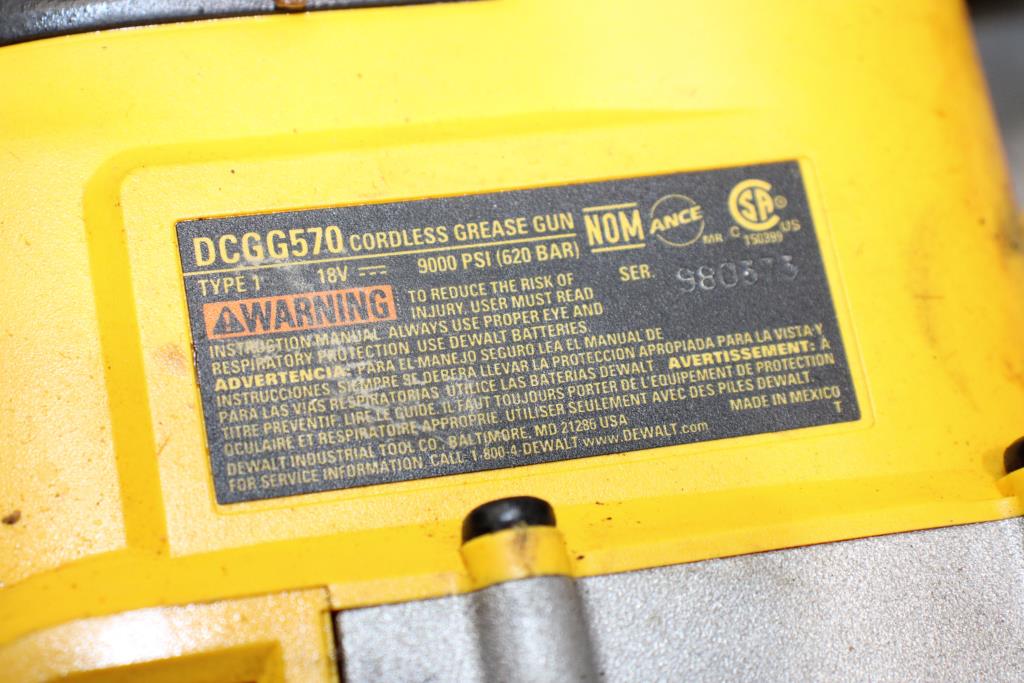 DCGG570 CORDLESS GREASE GUN NOM ANCE MR C SA ® US
TYPE 1 18V 9000 PSI (620 BAR) 150399
WARNING TO REDUCE THE RISK OF SER. 980373
INJURY, USER MUST READ
INSTRUCTION MANUAL. ALWAYS USE PROPER EYE AND
RESPIRATORY PROTECTION. USE DEWALT BATTERIES.
ADVERTENCIA: PARA EL MANEJO SEGURO LEA EL MANUAL DE
INSTRUCCIONES. SIEMPRE SE DEBERA LLEVAR LA PROTECCION APROPIADA PARA LA VISTA Y
PARA LAS VIAS RESPIRATORIAS. UTILICE LAS BATERIAS DEWALT. AVERTISSEMENT: À
TITRE PREVENTIF, LIRE LE GUIDE. IL FAUT TOUJOURS PORTER DE L'EQUIPEMENT DE PROTECTION
OCULAIRE ET RESPIRATOIRE APPROPRIE. UTILISER SEULEMENT AVEC DES PILES DEWALT.
DEWALT INDUSTRIAL TOOL CO., BALTIMORE, MD 21286 USA MADE IN MEXICO
FOR SERVICE INFORMATION, CALL 1-800-4-DEWALT www.DEWALT.com T